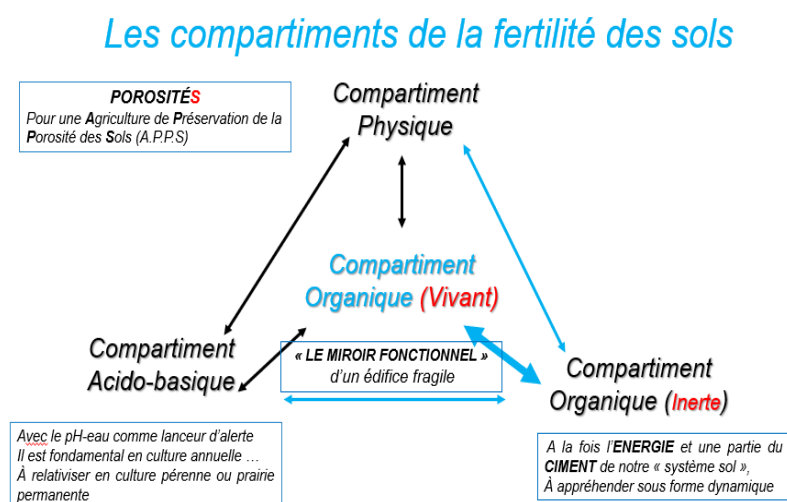 Les compartiments de la fertilité des sols
POROSITÉS
Pour une Agriculture de Préservation de la
Porosité des Sols (A.P.P.S)
Compartiment
Physique
Compartiment
Organique (Vivant)
Compartiment
Acido-basique
« LE MIROIR FONCTIONNEL »
d'un édifice fragile
Compartiment
Organique (Inerte)
Avec le pH-eau comme lanceur d'alerte
Il est fondamental en culture annuelle ...
À relativiser en culture pérenne ou prairie
permanente
A la fois l'ENERGIE et une partie du
CIMENT de notre « système sol »,
À appréhender sous forme dynamique